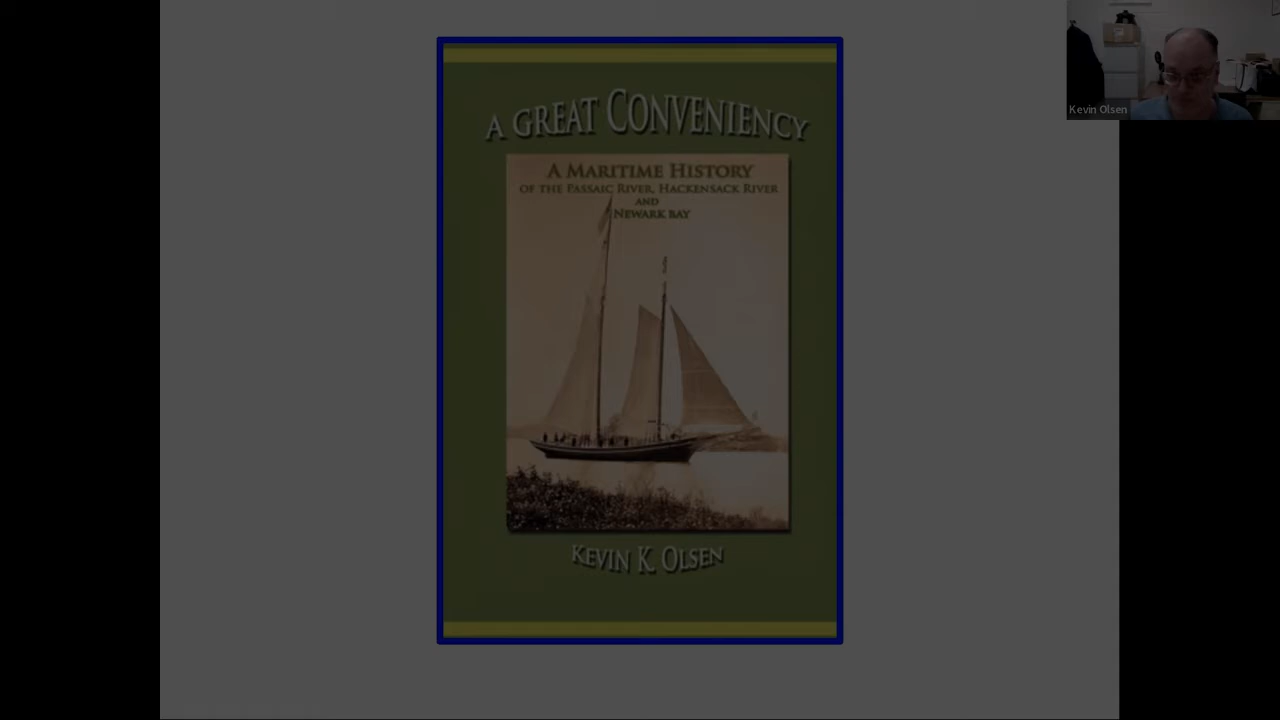 A GREAT CONVENIENCY
A MARITIME HISTORY
OF THE PASSAIC RIVER, HACKENSACK RIVER
AND
NEWARK BAY
KEVIN K. OLSEN
Kevin Olsen